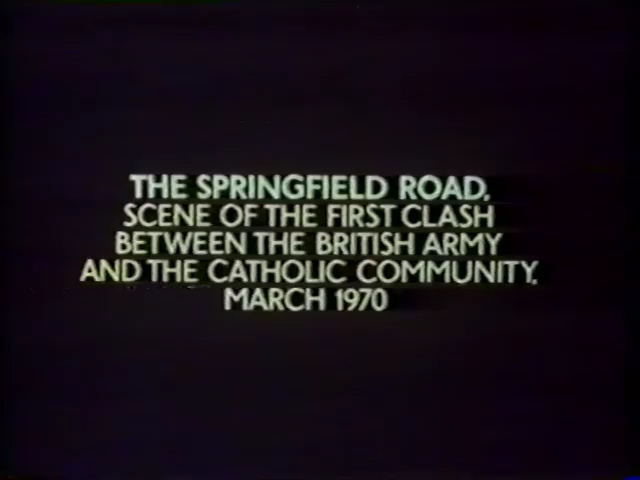 THE SPRINGFIELD ROAD,
SCENE OF THE FIRST CLASH
BETWEEN THE BRITISH ARMY
AND THE CATHOLIC COMMUNITY,
MARCH 1970